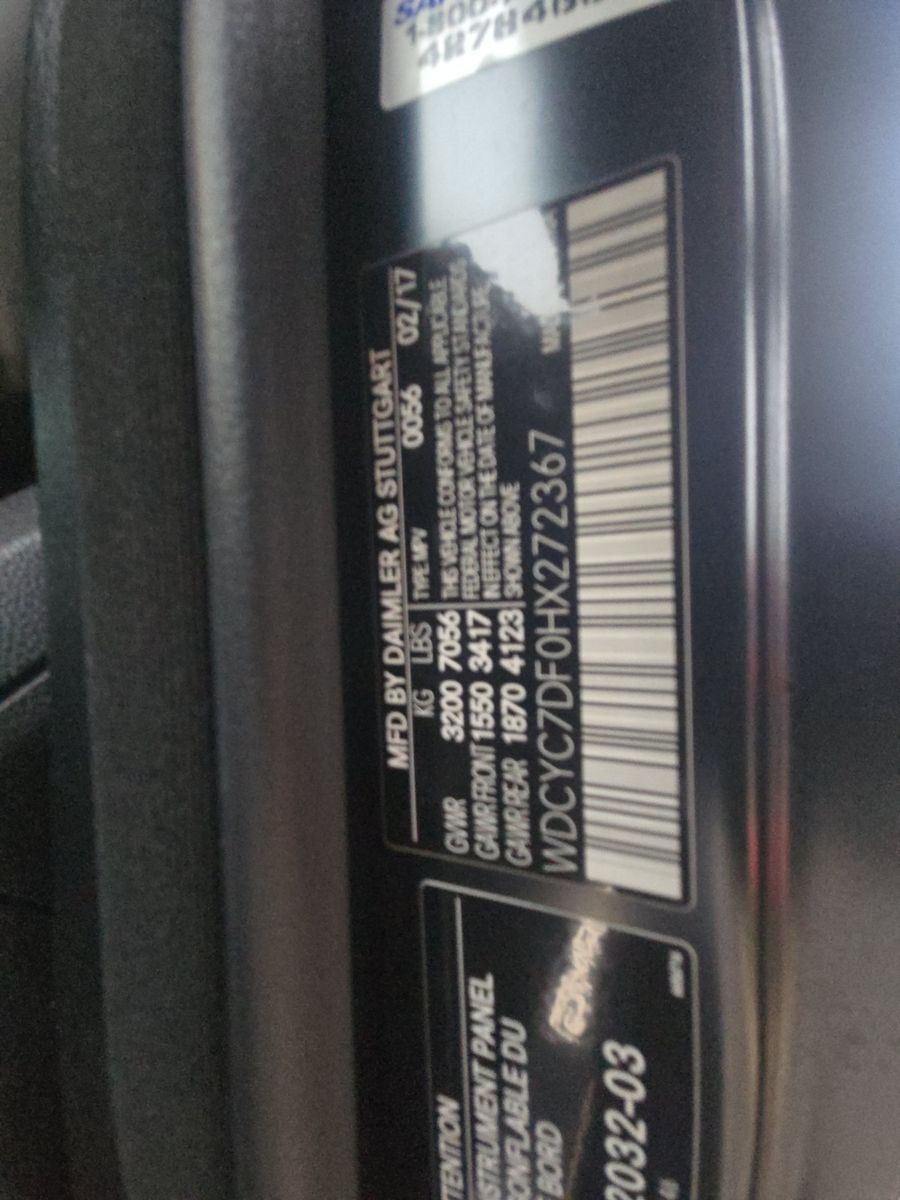 MFD BY DAIMLER AG STUTTGART
KG LBS TYPE MPV 0056 02/17
GVWR 3200 7056 THIS VEHICLE CONFORMS TO ALL APPLICABLE
GAWR FRONT 1550 3417 FEDERAL MOTOR VEHICLE SAFETY STANDARDS
GAWR REAR 1870 4123 IN EFFECT ON THE DATE OF MANUFACTURE
SHOWN ABOVE
WDCYC7DF0HX272367
INSTRUMENT PANEL
DU
BORD
2032-03